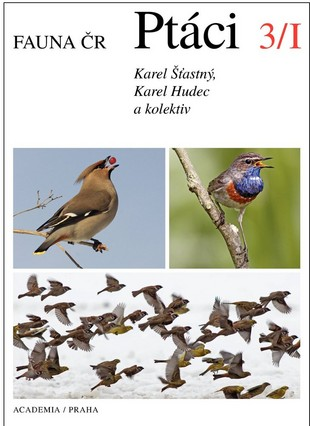 FAUNA ČR
Ptáci 3/I
Karel Šťastný,
Karel Hudec
a kolektiv
ACADEMIA / PRAHA